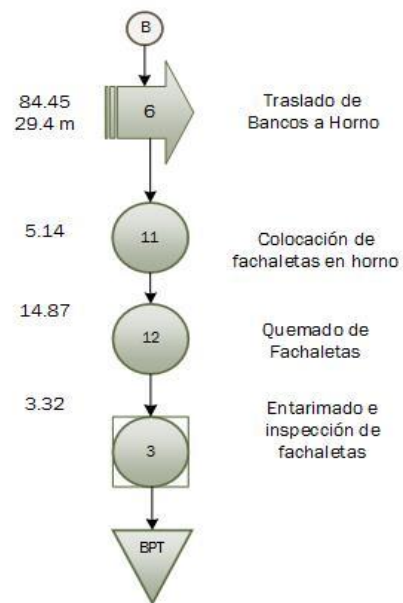 B
84.45
29.4 m
6
Traslado de
Bancos a Horno
5.14
11
Colocación de
fachaletas en horno
14.87
12
Quemado de
Fachaletas
3.32
3
Entarimado e
inspección de
fachaletas
BPT